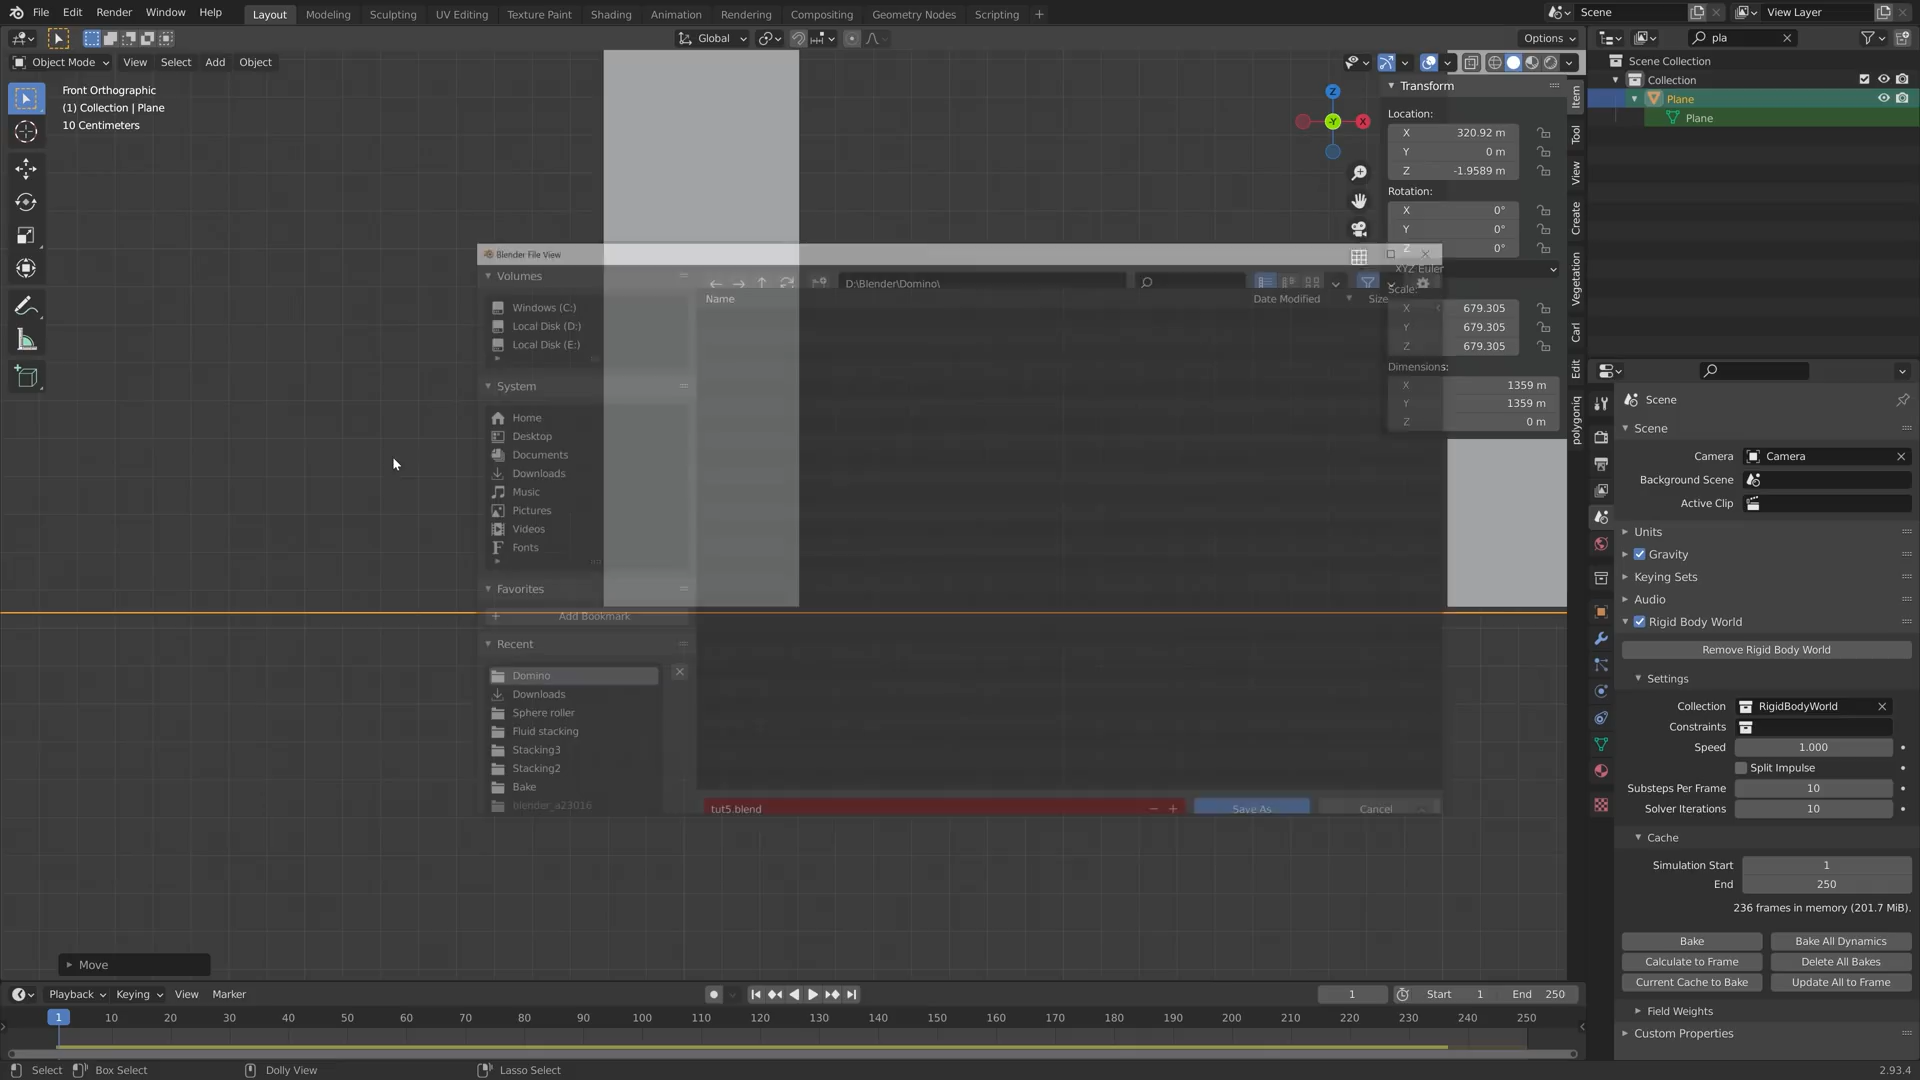 File Edit Render Window Help Layout Modeling Sculpting UV Editing Texture Paint Shading Animation Rendering Compositing Geometry Nodes Scripting + Scene View Layer
Global Options pla
Object Mode View Select Add Object
Front Orthographic
(1) Collection | Plane
10 Centimeters
Z
X
-Y
Transform
Location:
X 320.92 m
Y 0 m
Z -1.9589 m
Rotation:
X 0°
Y 0°
Z 0°
XYZ Euler
Scale:
X 679.305
Y 679.305
Z 679.305
Dimensions:
X 1359 m
Y 1359 m
Z 0 m
Item
Tool
View
Create
Vegetation
Carl
Edit
polygoniq
Blender File View
Volumes
Windows (C:)
Local Disk (D:)
Local Disk (E:)
System
Home
Desktop
Documents
Downloads
Music
Pictures
Videos
Fonts
Favorites
Add Bookmark
Recent
Domino
Downloads
Sphere roller
Fluid stacking
Stacking3
Stacking2
Bake
blender_a23016
D:\Blender\Domino\
Name Date Modified Size
tut5.blend Save As Cancel
Scene Collection
Collection
Plane
Plane
Scene
Scene
Camera Camera
Background Scene
Active Clip
Units
Gravity
Keying Sets
Audio
Rigid Body World
Remove Rigid Body World
Settings
Collection RigidBodyWorld
Constraints
Speed 1.000
Split Impulse
Substeps Per Frame 10
Solver Iterations 10
Cache
Simulation Start 1
End 250
236 frames in memory (201.7 MiB).
Bake Bake All Dynamics
Calculate to Frame Delete All Bakes
Current Cache to Bake Update All to Frame
Field Weights
Custom Properties
Move
Playback Keying View Marker 1 Start 1 End 250
1 10 20 30 40 50 60 70 80 90 100 110 120 130 140 150 160 170 180 190 200 210 220 230 240 250
Select Box Select Dolly View Lasso Select 2.93.4